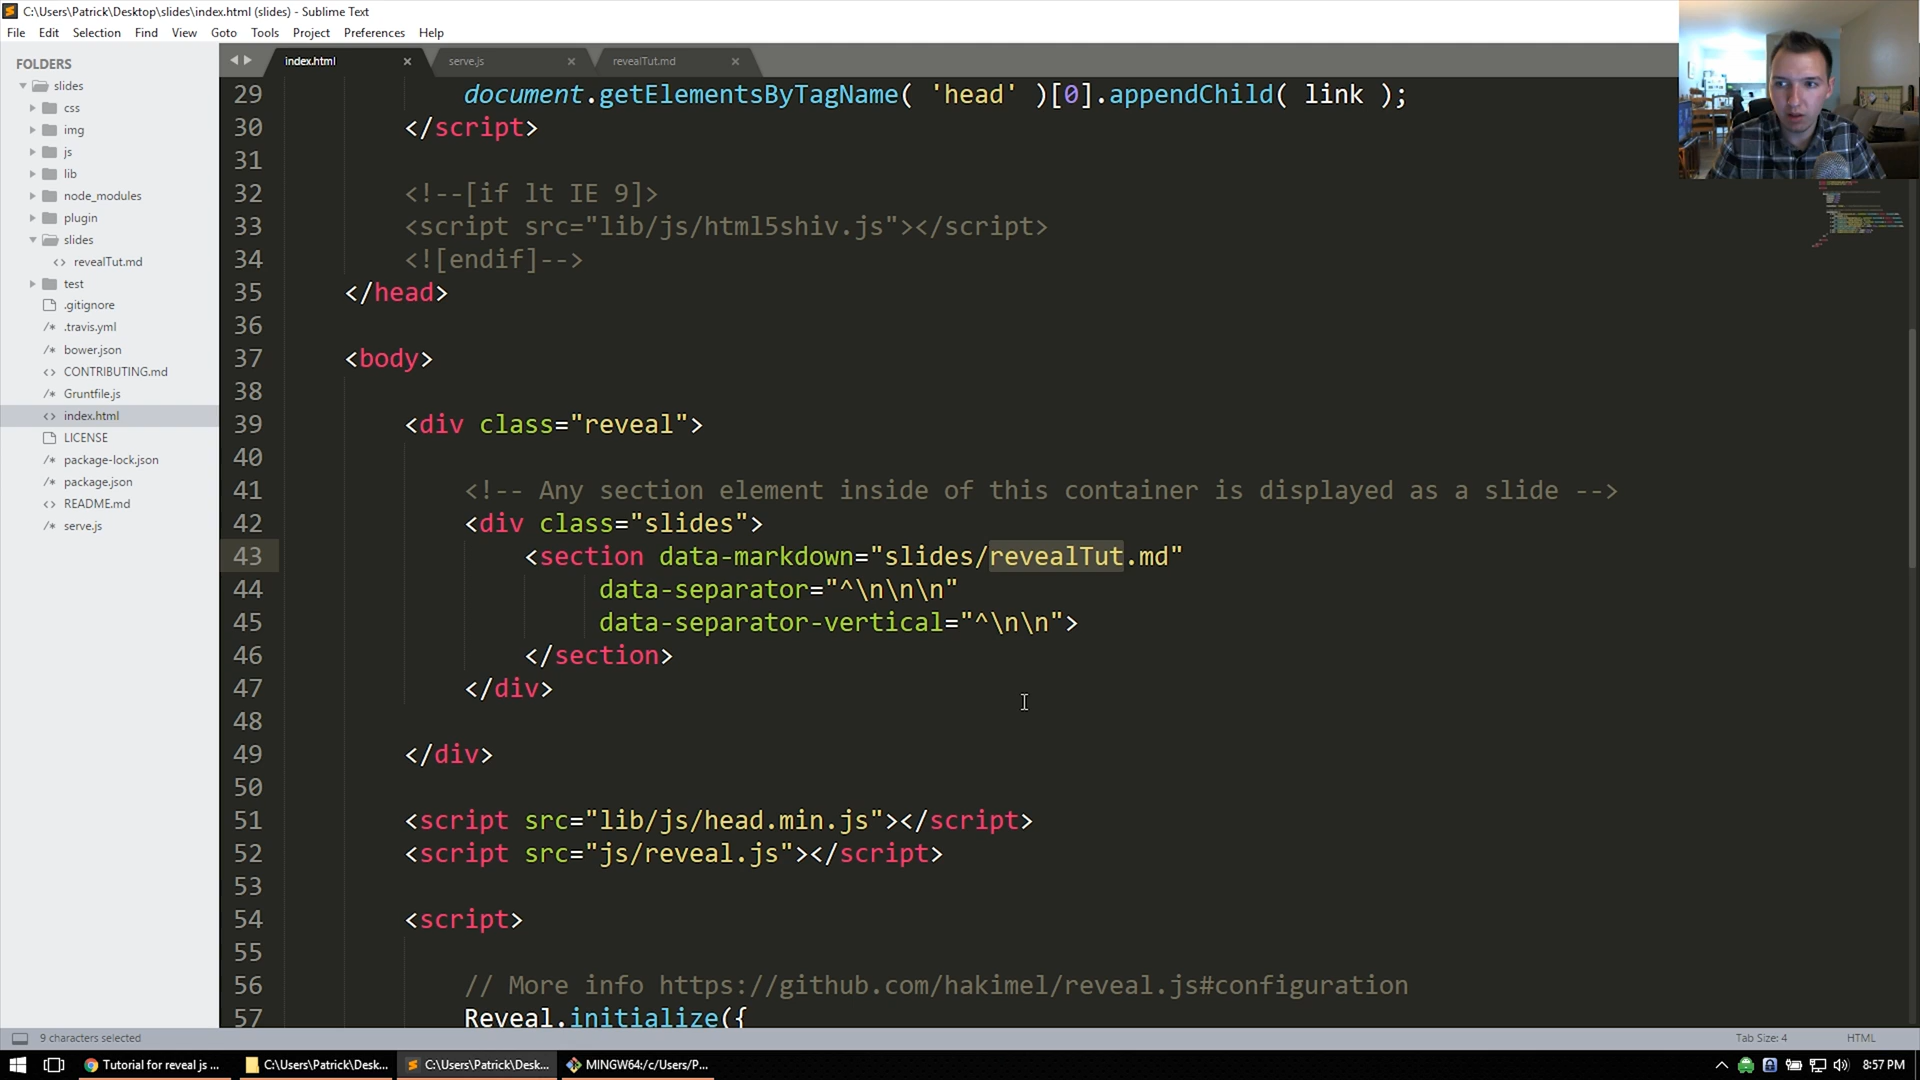 C:\Users\Patrick\Desktop\slides\index.html (slides) - Sublime Text
File Edit Selection Find View Goto Tools Project Preferences Help
FOLDERS
slides
css
img
js
lib
node_modules
plugin
slides
<> revealTut.md
test
.gitignore
/* .travis.yml
/* bower.json
<> CONTRIBUTING.md
/* Gruntfile.js
<> index.html
LICENSE
/* package-lock.json
/* package.json
<> README.md
/* serve.js
index.html × serve.js × revealTut.md ×
29 document.getElementsByTagName( 'head' )[0].appendChild( link );
30 </script>
31
32 <!--[if lt IE 9]>
33 <script src="lib/js/html5shiv.js"></script>
34 <![endif]-->
35 </head>
36
37 <body>
38
39 <div class="reveal">
40
41 <!-- Any section element inside of this container is displayed as a slide -->
42 <div class="slides">
43 <section data-markdown="slides/revealTut.md"
44 data-separator="^\n\n\n"
45 data-separator-vertical="^\n\n">
46 </section>
47 </div>
48
49 </div>
50
51 <script src="lib/js/head.min.js"></script>
52 <script src="js/reveal.js"></script>
53
54 <script>
55
56 // More info https://github.com/hakimel/reveal.js#configuration
57 Reveal.initialize({
9 characters selected
Tab Size: 4 HTML
Tutorial for reveal js ...
C:\Users\Patrick\Desk...
C:\Users\Patrick\Desk...
MINGW64:/c/Users/P...
8:57 PM